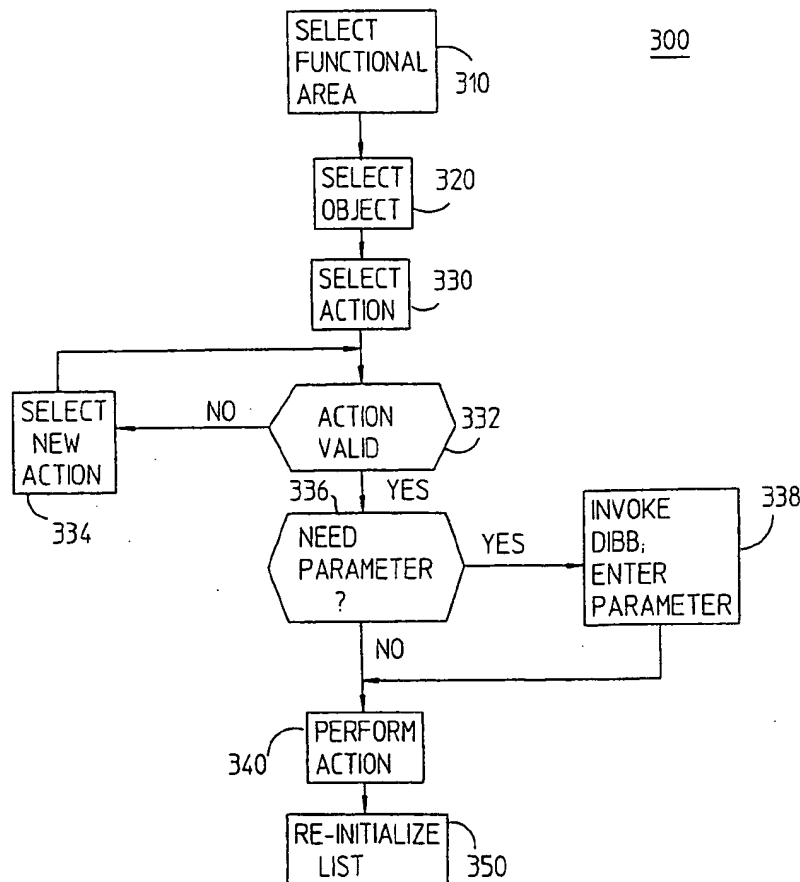 SELECT
FUNCTIONAL
AREA
310
300
SELECT
OBJECT
320
SELECT
ACTION
330
ACTION
VALID
332
NO
SELECT
NEW
ACTION
334
YES
336
NEED
PARAMETER
?
YES
INVOKE
DIBB;
ENTER
PARAMETER
338
NO
PERFORM
ACTION
340
RE-INITIALIZE
LIST
350